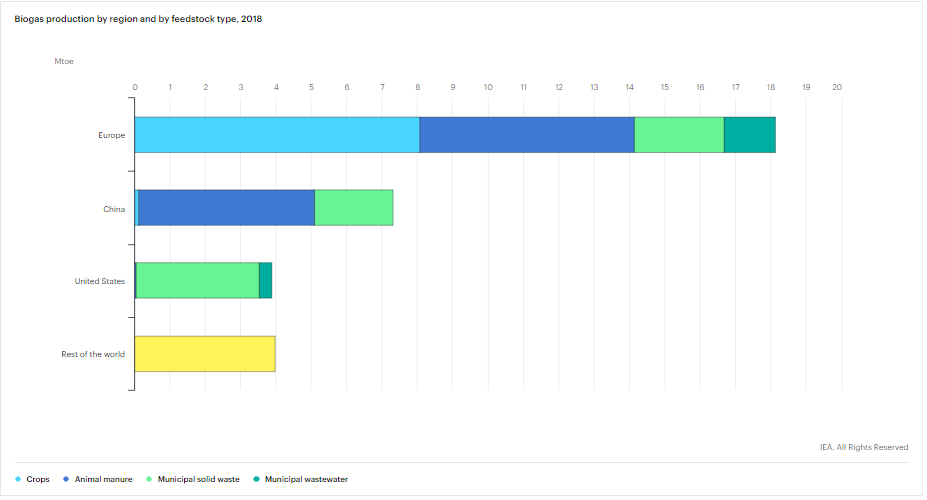 Biogas production by region and by feedstock type, 2018
Mtoe
0 1 2 3 4 5 6 7 8 9 10 11 12 13 14 15 16 17 18 19 20
Europe
China
United States
Rest of the world
IEA. All Rights Reserved
Crops Animal manure Municipal solid waste Municipal wastewater